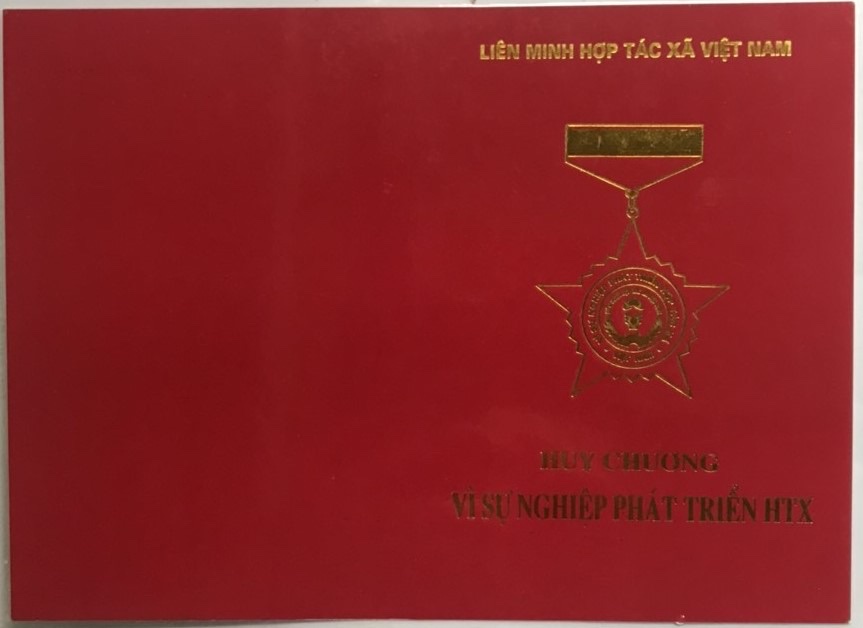 LIÊN MINH HỢP TÁC XÃ VIỆT NAM
HUY CHƯƠNG
VÌ SỰ NGHIỆP PHÁT TRIỂN HTX